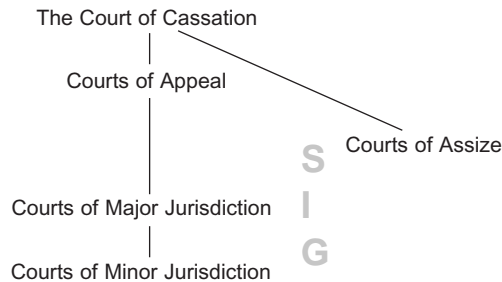 The Court of Cassation
Courts of Appeal
Courts of Assize
S
I
G
Courts of Major Jurisdiction
Courts of Minor Jurisdiction